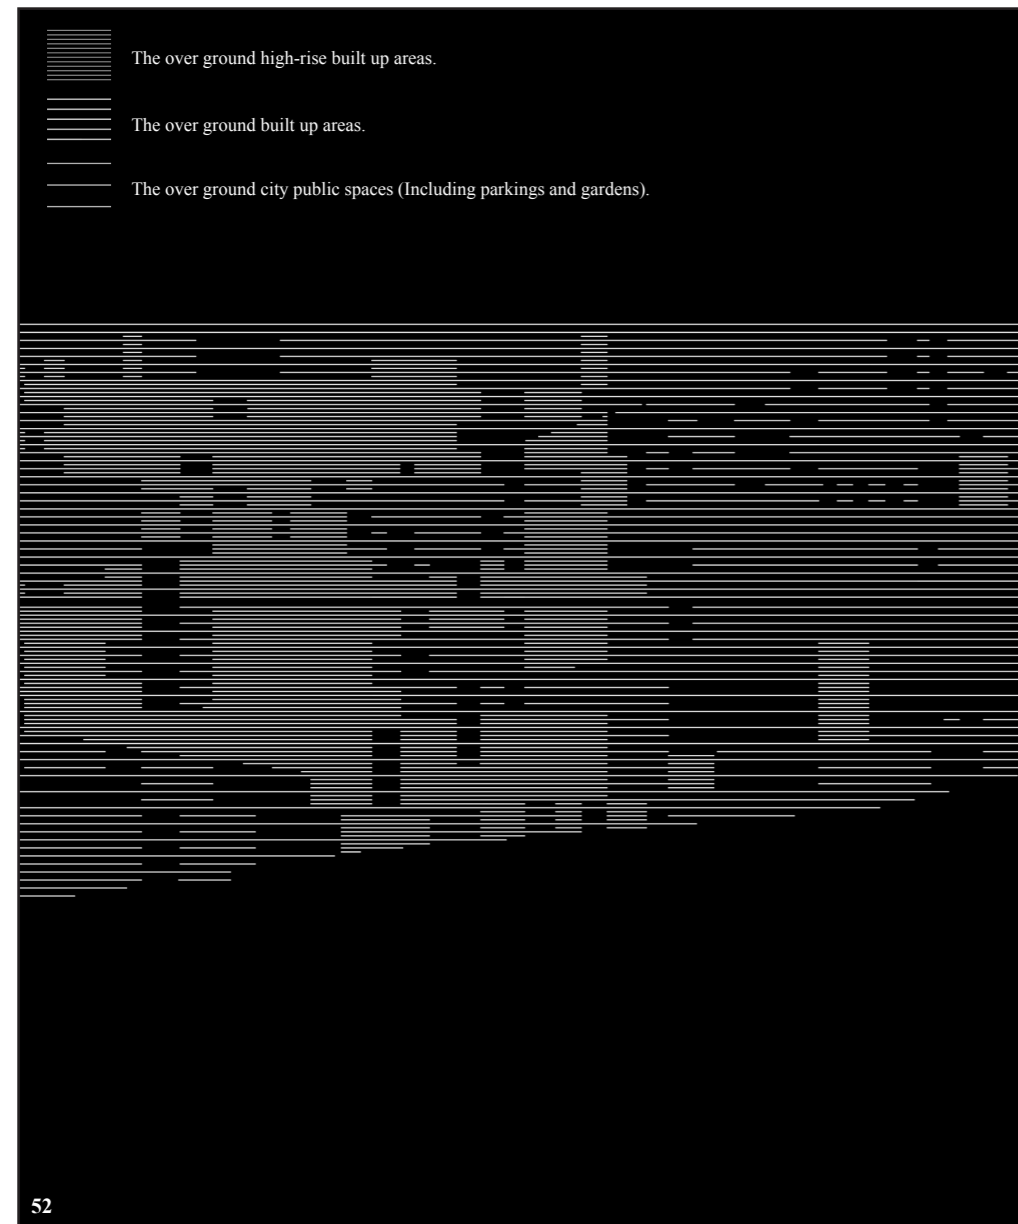 The over ground high-rise built up areas.
The over ground built up areas.
The over ground city public spaces (Including parkings and gardens).
52